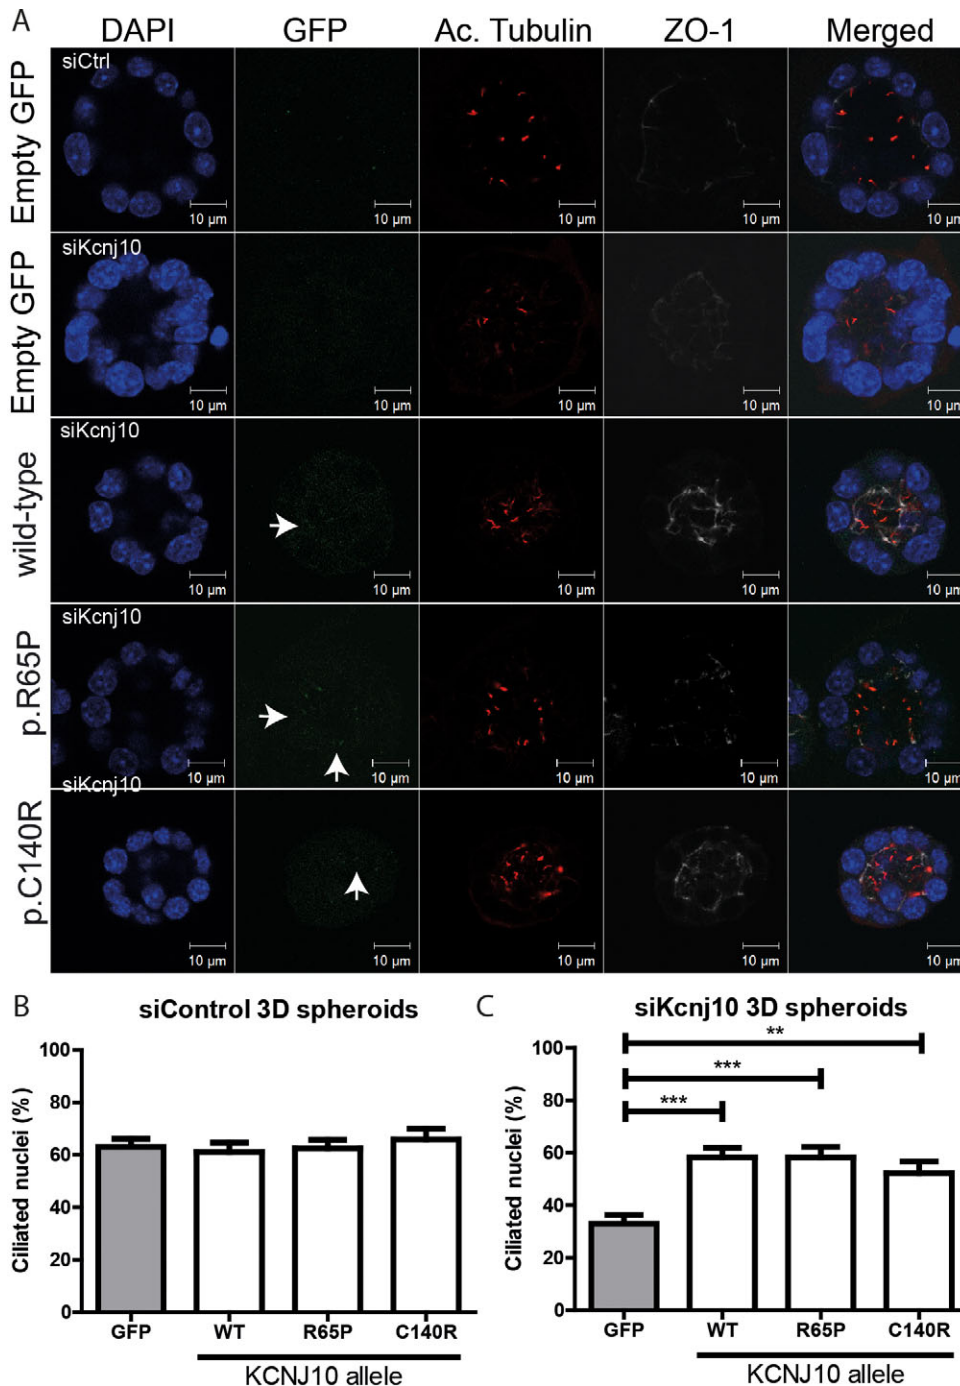 A
DAPI GFP Ac. Tubulin ZO-1 Merged
Empty GFP
siCtrl
10 µm 10 µm 10 µm 10 µm 10 µm
Empty GFP
siKcnj10
10 µm 10 µm 10 µm 10 µm 10 µm
wild-type
siKcnj10
10 µm 10 µm 10 µm 10 µm 10 µm
p.R65P
siKcnj10
10 µm 10 µm 10 µm 10 µm 10 µm
p.C140R
siKcnj10
10 µm 10 µm 10 µm 10 µm 10 µm
B
siControl 3D spheroids
Ciliated nuclei (%)
100
80
60
40
20
0
GFP WT R65P C140R
KCNJ10 allele
C
siKcnj10 3D spheroids
Ciliated nuclei (%)
100
80
60
40
20
0
**
***
***
GFP WT R65P C140R
KCNJ10 allele